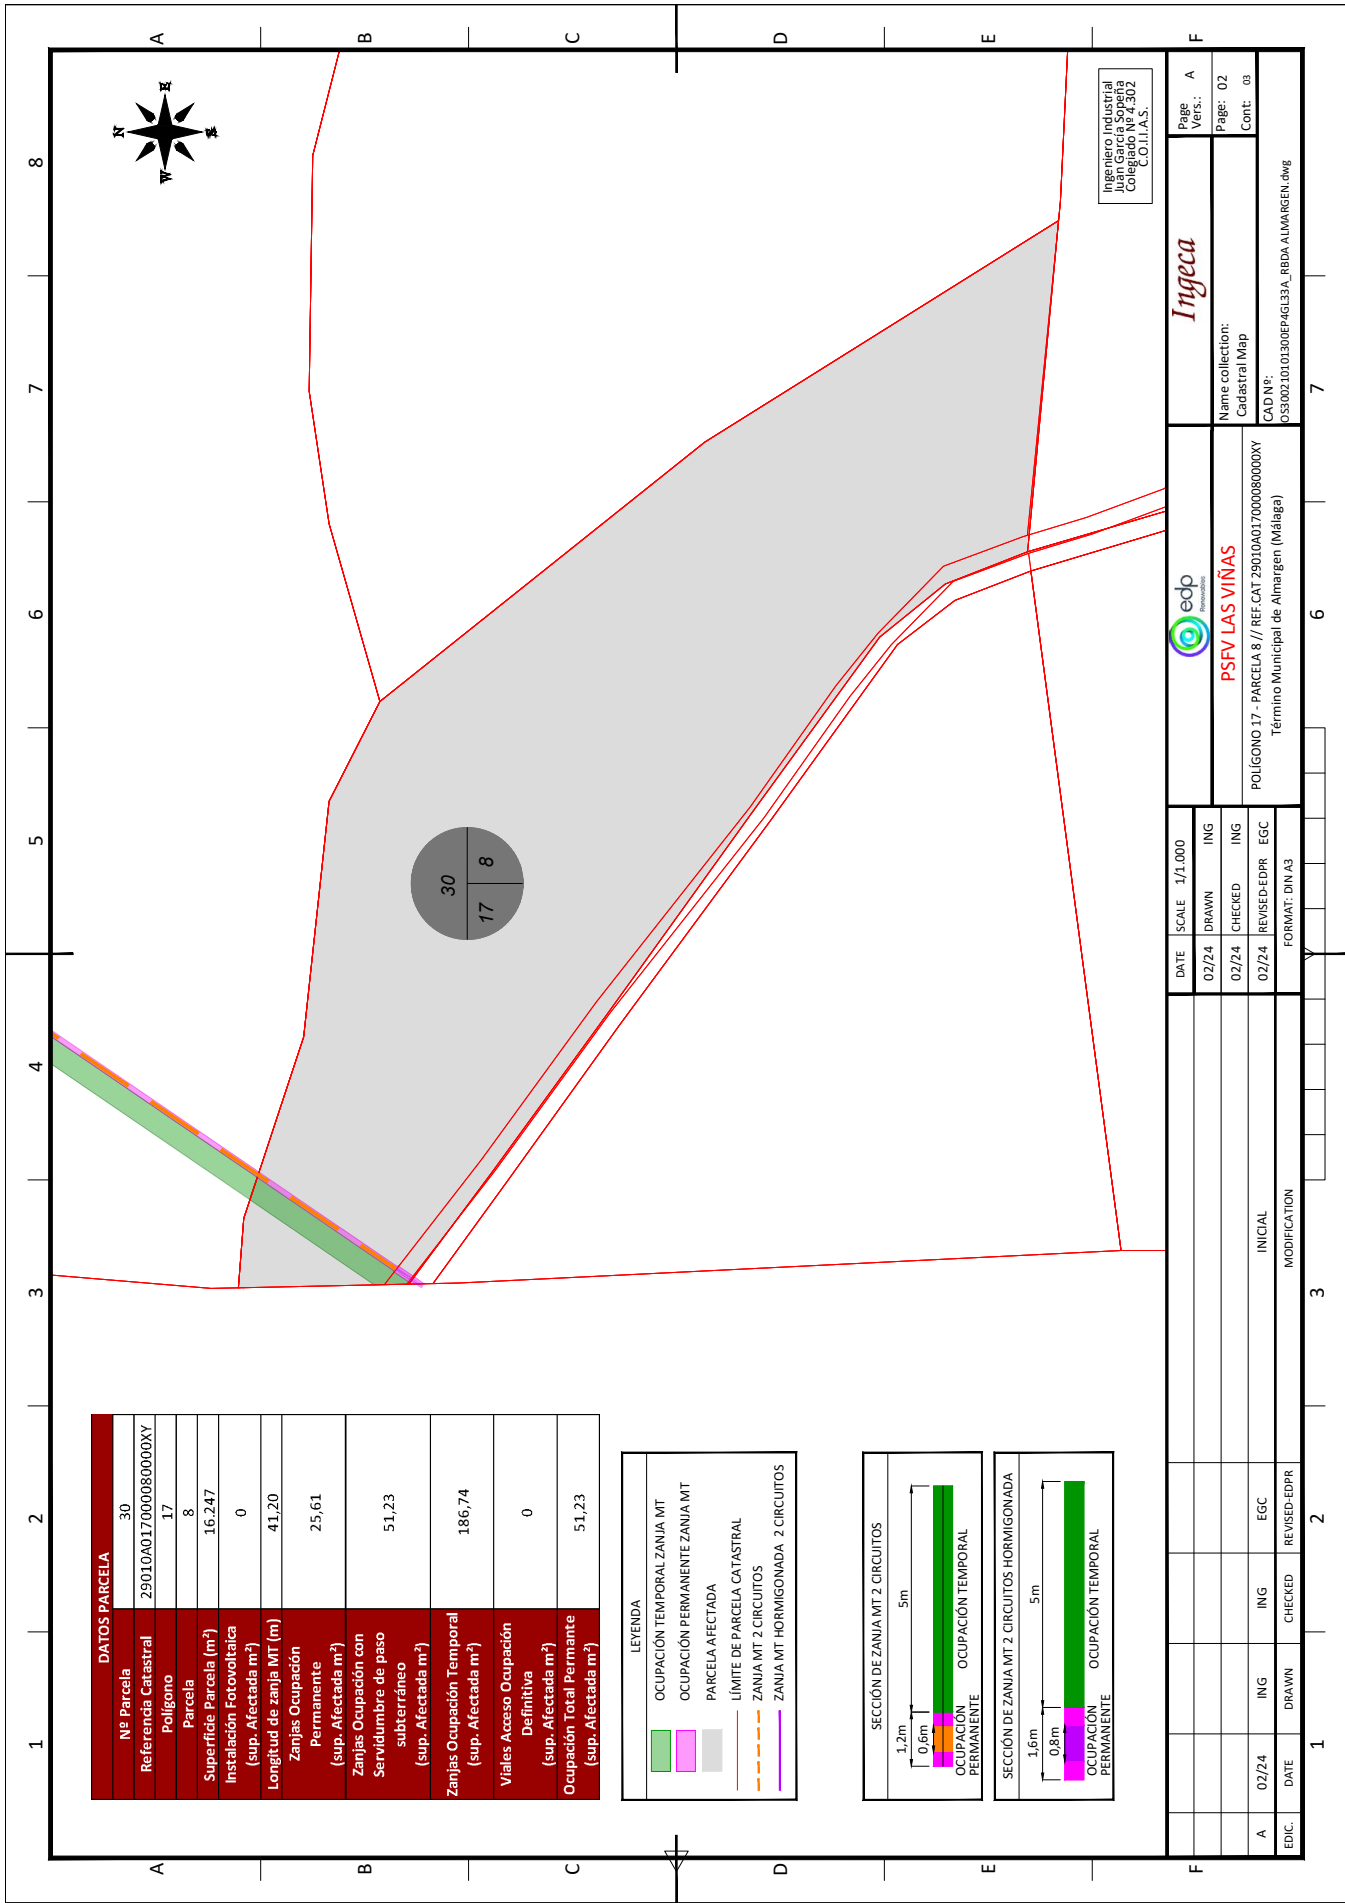 1
2
3
4
5
6
7
8
A
B
C
D
E
F
N
W
E
S
DATOS PARCELA
Nº Parcela 30
Referencia Catastral 29010A017000080000XY
Polígono 17
Parcela 8
Superficie Parcela (m²) 16.247
Instalación Fotovoltaica
(sup. Afectada m²) 0
Longitud de zanja MT (m) 41,20
Zanjas Ocupación
Permanente
(sup. Afectada m²) 25,61
Zanjas Ocupación con
Servidumbre de paso
subterráneo
(sup. Afectada m²) 51,23
Zanjas Ocupación Temporal
(sup. Afectada m²) 186,74
Viales Acceso Ocupación
Definitiva
(sup. Afectada m²) 0
Ocupación Total Permante
(sup. Afectada m²) 51,23
30
17 8
LEYENDA
OCUPACIÓN TEMPORAL ZANJA MT
OCUPACIÓN PERMANENTE ZANJA MT
PARCELA AFECTADA
LÍMITE DE PARCELA CATASTRAL
ZANJA MT 2 CIRCUITOS
ZANJA MT HORMIGONADA 2 CIRCUITOS
SECCIÓN DE ZANJA MT 2 CIRCUITOS
1,2m
0,6m
5m
OCUPACIÓN
PERMANENTE
OCUPACIÓN TEMPORAL
SECCIÓN DE ZANJA MT 2 CIRCUITOS HORMIGONADA
1,6m
0,8m
5m
OCUPACIÓN
PERMANENTE
OCUPACIÓN TEMPORAL
Ingeniero Industrial
Juan García Sopeña
Colegiado Nº 4.302
C.O.I.I.A.S.
A 02/24 ING ING EGC INICIAL
EDIC. DATE DRAWN CHECKED REVISED-EDPR MODIFICATION
DATE SCALE 1/1.000
02/24 DRAWN ING
02/24 CHECKED ING
02/24 REVISED-EDPR EGC
FORMAT: DIN A3
edp
Renewables
PSFV LAS VIÑAS
POLÍGONO 17 - PARCELA 8 // REF.CAT 29010A017000080000XY
Término Municipal de Almargen (Málaga)
Ingeca
Name collection:
Cadastral Map
CAD Nº:
OS300210101300EP4GL33A_RBDA ALMARGEN.dwg
Page
Vers.: A
Page: 02
Cont: 03
1
2
3
4
5
6
7
A
B
C
D
E
F